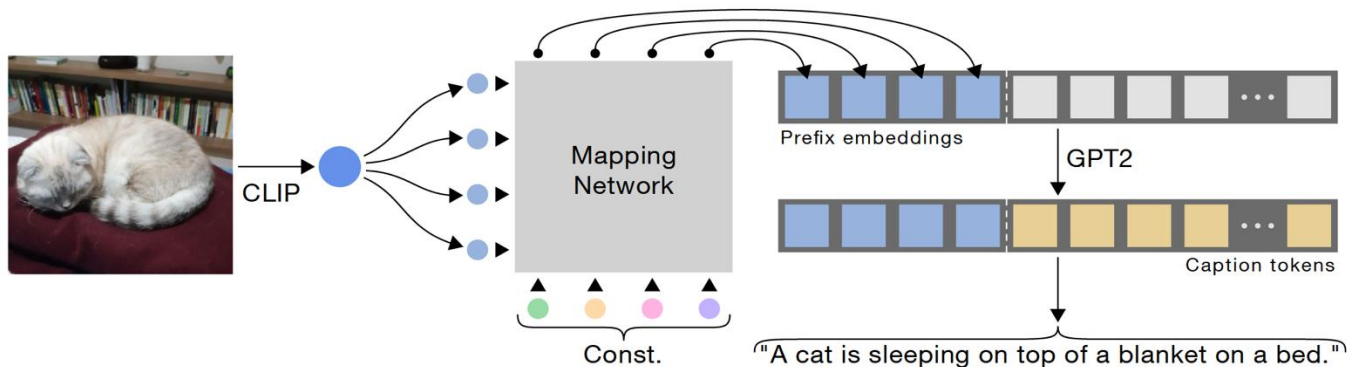 CLIP
Mapping
Network
Const.
Prefix embeddings
GPT2
Caption tokens
"A cat is sleeping on top of a blanket on a bed."